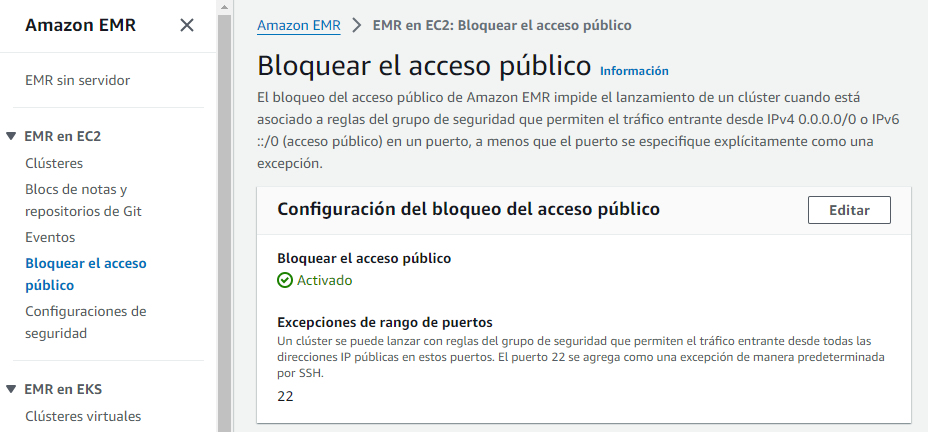 Amazon EMR
EMR sin servidor
EMR en EC2
Clústeres
Blocs de notas y
repositorios de Git
Eventos
Bloquear el acceso
público
Configuraciones de
seguridad
EMR en EKS
Clústeres virtuales
Amazon EMR > EMR en EC2: Bloquear el acceso público
Bloquear el acceso público Información
El bloqueo del acceso público de Amazon EMR impide el lanzamiento de un clúster cuando está
asociado a reglas del grupo de seguridad que permiten el tráfico entrante desde IPv4 0.0.0.0/0 o IPv6
::/0 (acceso público) en un puerto, a menos que el puerto se especifique explícitamente como una
excepción.
Configuración del bloqueo del acceso público
Editar
Bloquear el acceso público
Activado
Excepciones de rango de puertos
Un clúster se puede lanzar con reglas del grupo de seguridad que permiten el tráfico entrante desde todas las
direcciones IP públicas en estos puertos. El puerto 22 se agrega como una excepción de manera predeterminada
por SSH.
22